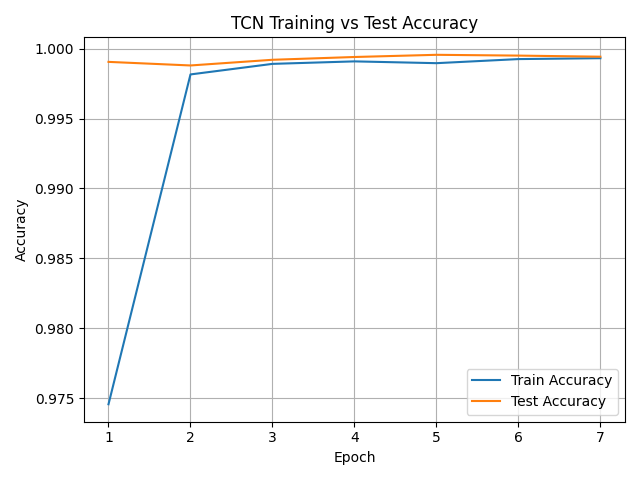 TCN Training vs Test Accuracy
1.000
0.995
0.990
0.985
0.980
0.975
Accuracy
1 2 3 4 5 6 7
Epoch
Train Accuracy
Test Accuracy